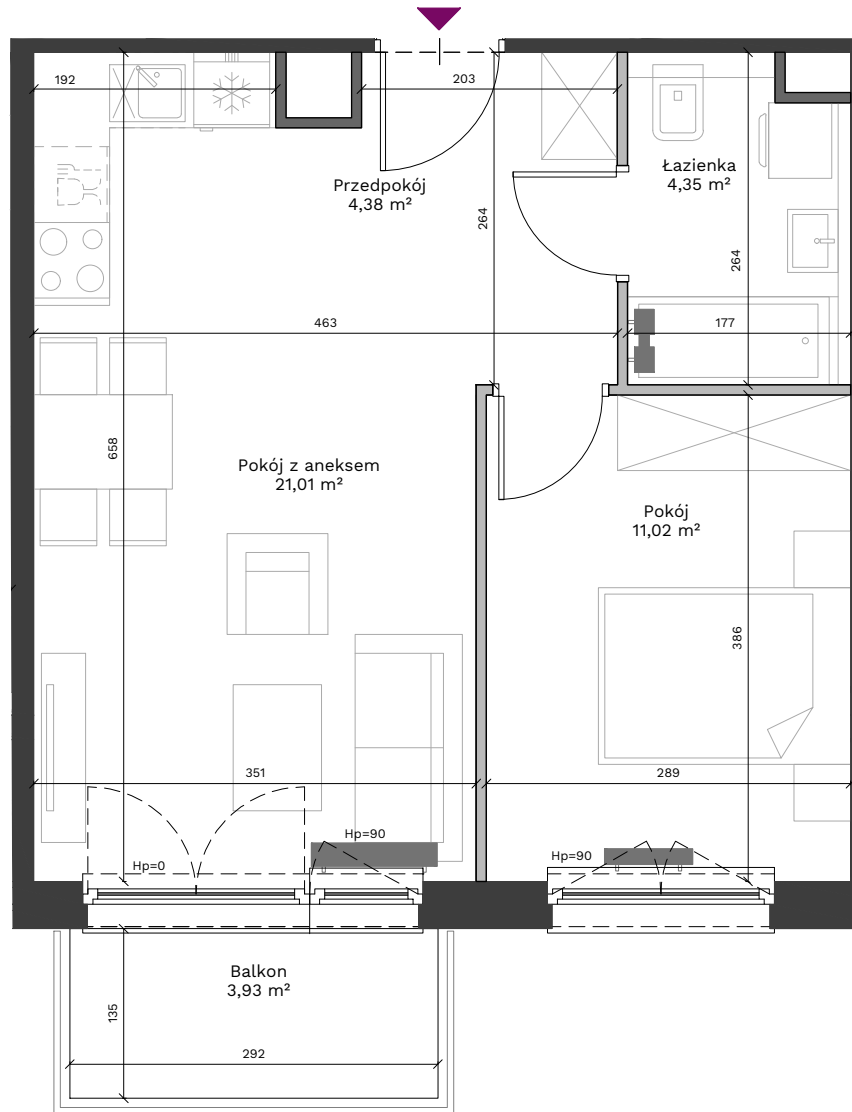 192
203
Przedpokój
4,38 m²
Łazienka
4,35 m²
264
264
463
177
658
Pokój z aneksem
21,01 m²
Pokój
11,02 m²
386
351
289
Hp=90
Hp=0
Hp=90
Balkon
3,93 m²
135
292